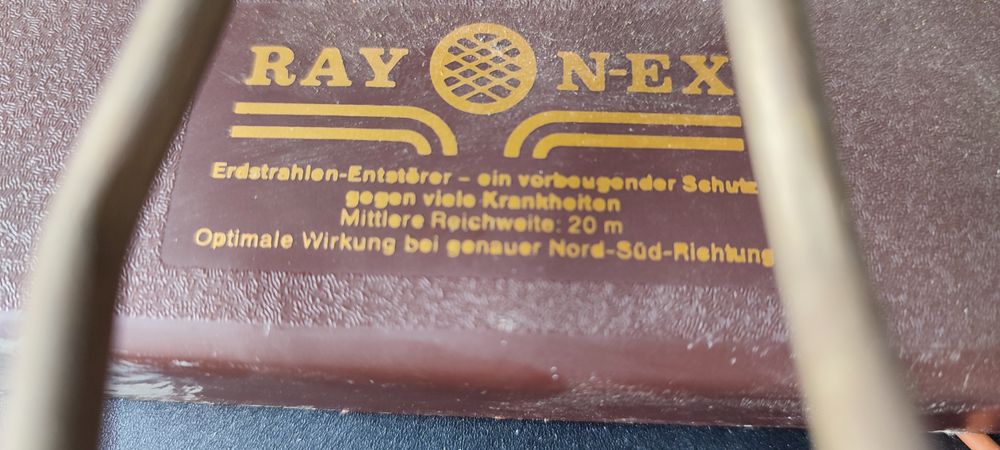 RAY N-EX
Erdstrahlen-Entstörer – ein vorbeugender Schutz
gegen viele Krankheiten
Mittlere Reichweite: 20 m
Optimale Wirkung bei genauer Nord-Süd-Richtung